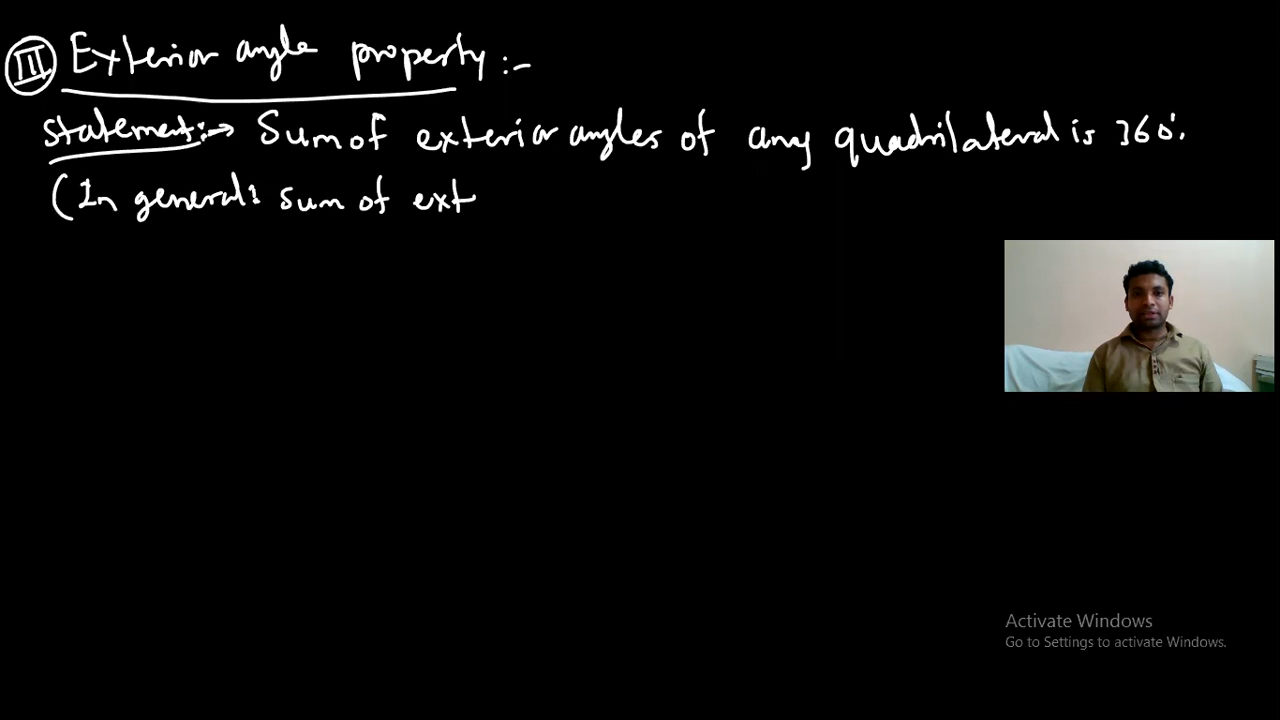 III Exterior angle property :-
Statement:→ Sum of exterior angles of any quadrilateral is 360°.
(In general: sum of ext
Activate Windows
Go to Settings to activate Windows.